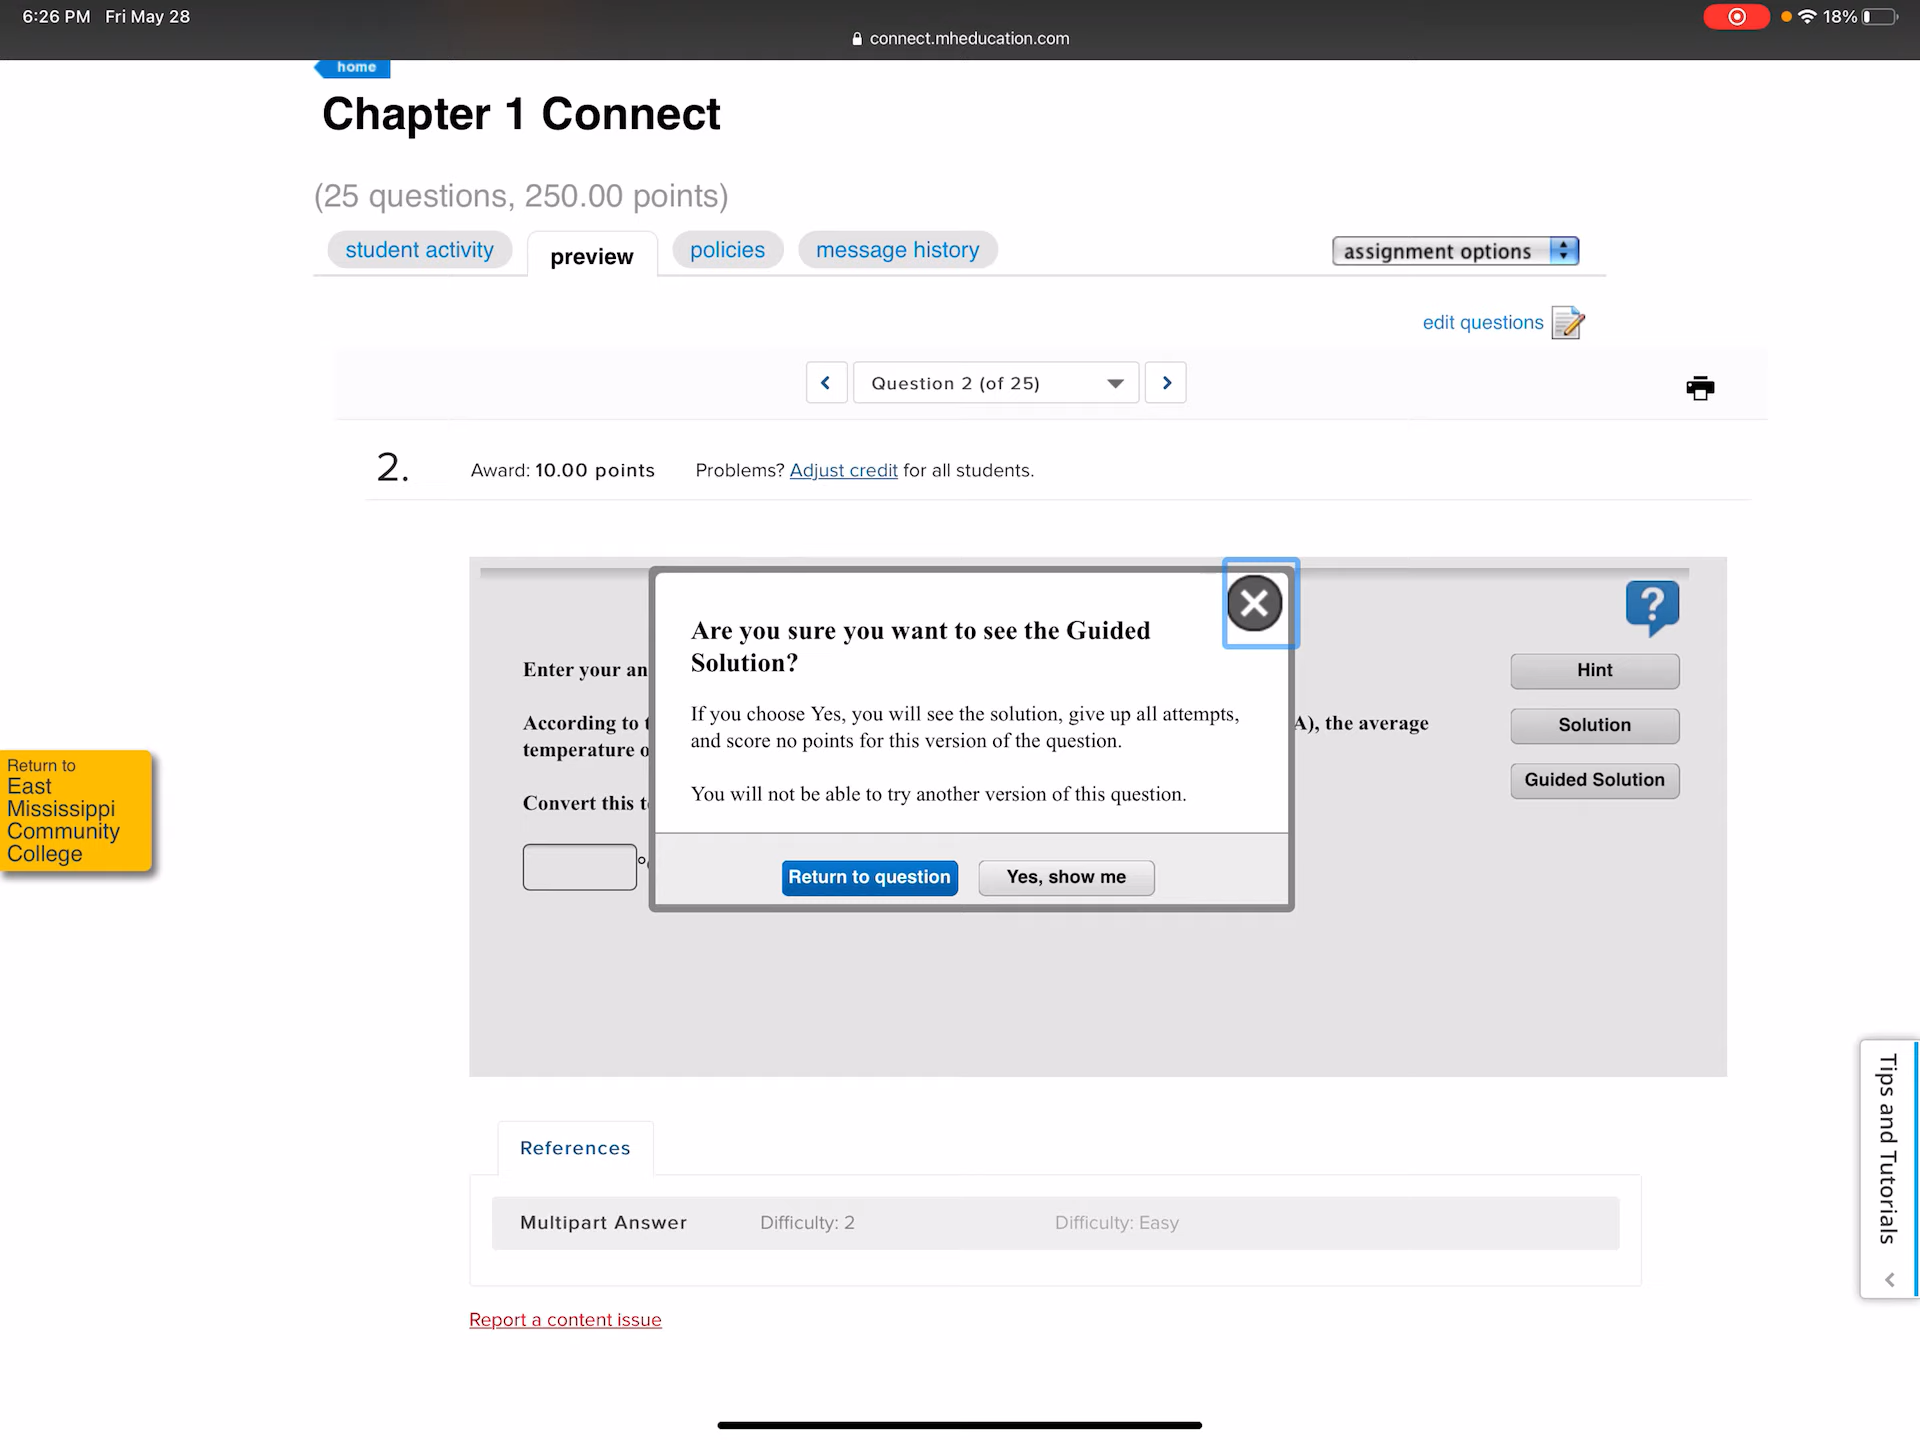 6:26 PM Fri May 28
18%
connect.mheducation.com
home
Chapter 1 Connect
(25 questions, 250.00 points)
student activity
preview
policies
message history
assignment options
edit questions
Question 2 (of 25)
2.
Award: 10.00 points
Problems? Adjust credit for all students.
Are you sure you want to see the Guided
Solution?
If you choose Yes, you will see the solution, give up all attempts,
and score no points for this version of the question.
You will not be able to try another version of this question.
Return to question
Yes, show me
Enter your an
According to
A), the average
temperature o
Convert this
?
Hint
Solution
Guided Solution
Return to
East
Mississippi
Community
College
Tips and Tutorials
References
Multipart Answer
Difficulty: 2
Difficulty: Easy
Report a content issue